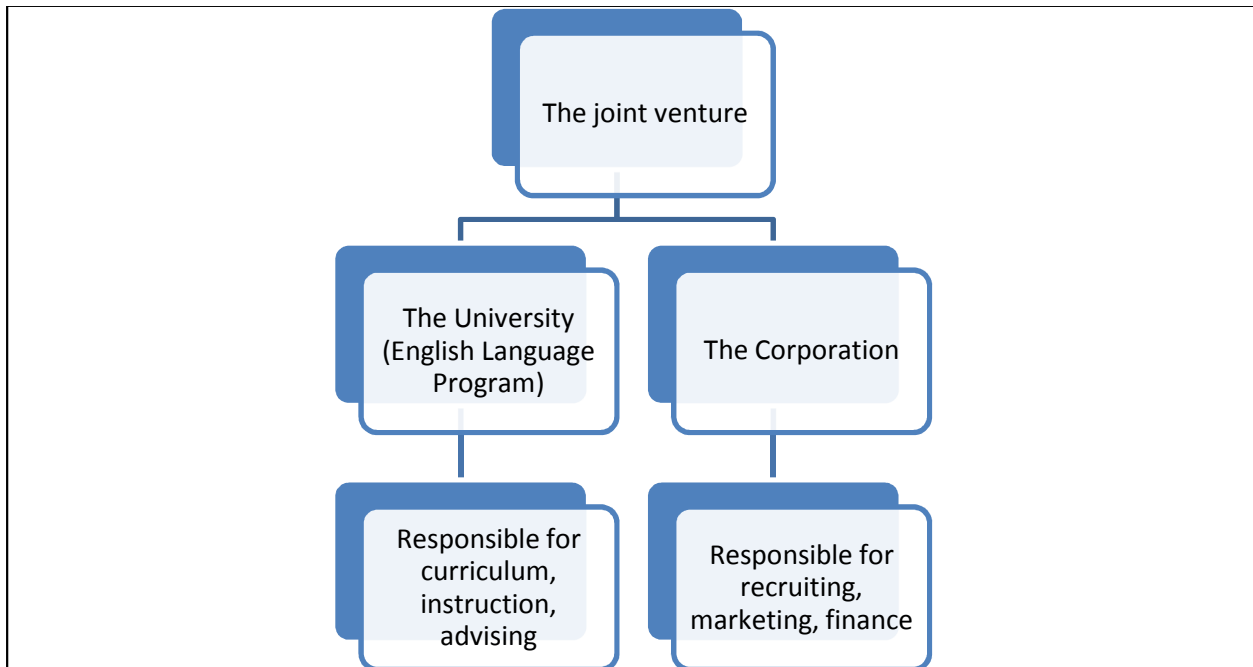 The joint venture
The University
(English Language
Program)
The Corporation
Responsible for
curriculum,
instruction,
advising
Responsible for
recruiting,
marketing, finance